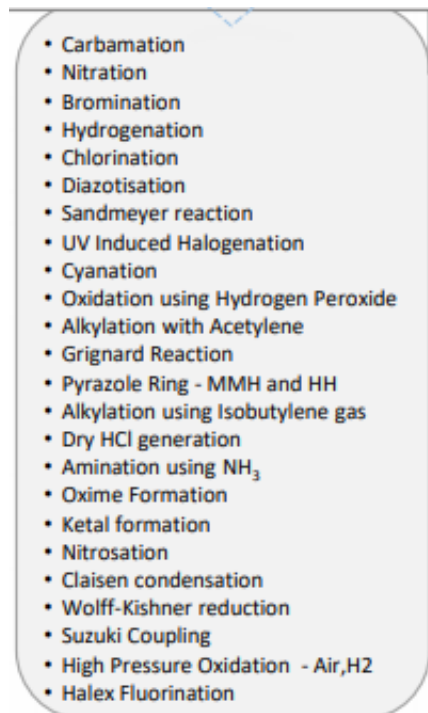 • Carbamation
• Nitration
• Bromination
• Hydrogenation
• Chlorination
• Diazotisation
• Sandmeyer reaction
• UV Induced Halogenation
• Cyanation
• Oxidation using Hydrogen Peroxide
• Alkylation with Acetylene
• Grignard Reaction
• Pyrazole Ring - MMH and HH
• Alkylation using Isobutylene gas
• Dry HCl generation
• Amination using NH₃
• Oxime Formation
• Ketal formation
• Nitrosation
• Claisen condensation
• Wolff-Kishner reduction
• Suzuki Coupling
• High Pressure Oxidation - Air,H2
• Halex Fluorination